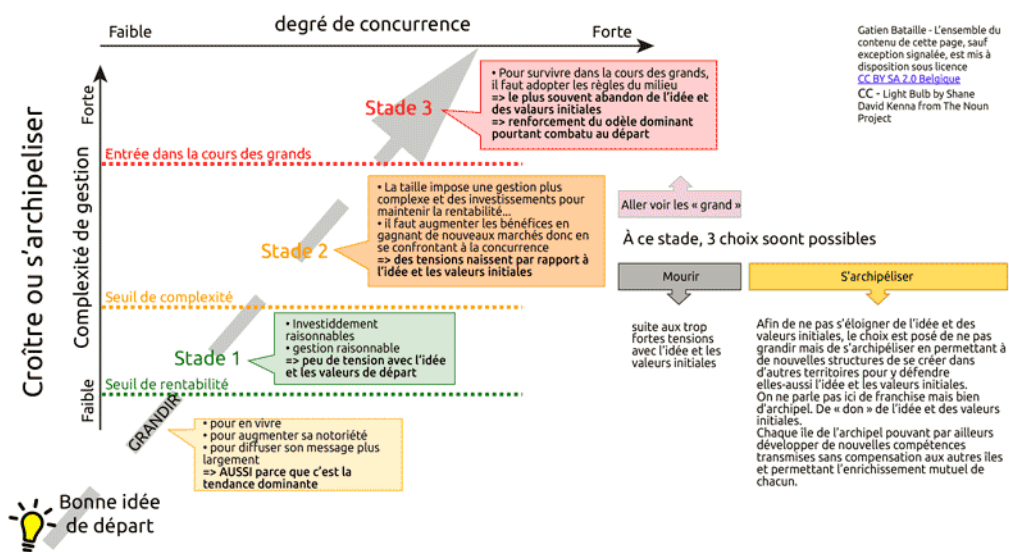 degré de concurrence
Faible
Forte
Gatien Bataille - L'ensemble du
contenu de cette page, sauf
exception signalée, est mis à
disposition sous licence
CC BY SA 2.0 Belgique
CC - Light Bulb by Shane
David Kenna from The Noun
Project
Croître ou s'archipeliser
Complexité de gestion
Forte
Faible
Stade 3
• Pour survivre dans la cours des grands,
il faut adopter les règles du milieu
=> le plus souvent abandon de l'idée et
des valeurs initiales
=> renforcement du odèle dominant
pourtant combatu au départ
Entrée dans la cours des grands
Stade 2
• La taille impose une gestion plus
complexe et des investissements pour
maintenir la rentabilité...
• il faut augmenter les bénéfices en
gagnant de nouveaux marchés donc en
se confrontant à la concurrence
=> des tensions naissent par rapport à
l'idée et les valeurs initiales
Aller voir les « grand »
À ce stade, 3 choix soont possibles
Mourir
S'archipéliser
suite aux trop
fortes tensions
avec l'idée et les
valeurs initiales
Afin de ne pas s'éloigner de l'idée et des
valeurs initiales, le choix est posé de ne pas
grandir mais de s'archipéliser en permettant à
de nouvelles structures de se créer dans
d'autres territoires pour y défendre
elles-aussi l'idée et les valeurs initiales.
On ne parle pas ici de franchise mais bien
d'archipel. De « don » de l'idée et des valeurs
initiales.
Chaque île de l'archipel pouvant par ailleurs
développer de nouvelles compétences
transmises sans compensation aux autres îles
et permettant l'enrichissement mutuel de
chacun.
Seuil de complexité
Stade 1
• Investiddement
raisonnables
• gestion raisonnable
=> peu de tension avec l'idée
et les valeurs de départ
Seuil de rentabilité
GRANDIR
• pour en vivre
• pour augmenter sa notoriété
• pour diffuser son message plus
largement
=> AUSSI parce que c'est la
tendance dominante
Bonne idée
de départ